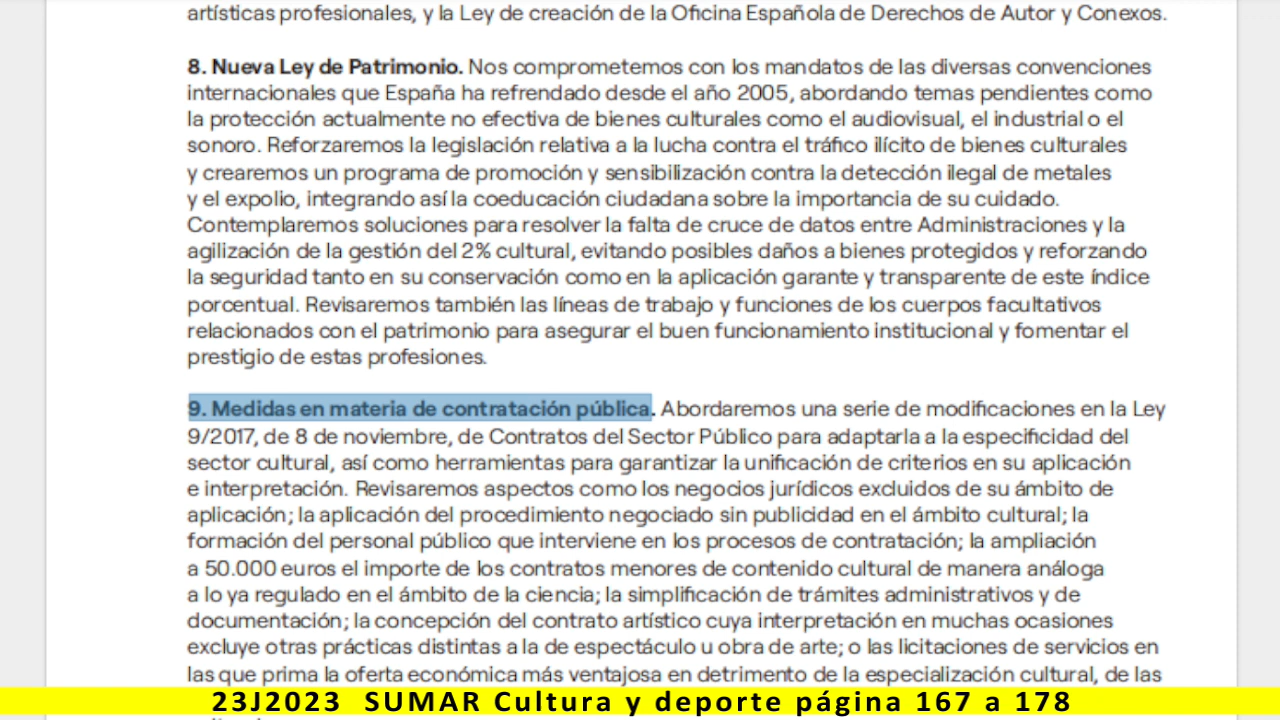 artísticas profesionales, y la Ley de creación de la Oficina Española de Derechos de Autor y Conexos.
8. Nueva Ley de Patrimonio. Nos comprometemos con los mandatos de las diversas convenciones
internacionales que España ha refrendado desde el año 2005, abordando temas pendientes como
la protección actualmente no efectiva de bienes culturales como el audiovisual, el industrial o el
sonoro. Reforzaremos la legislación relativa a la lucha contra el tráfico ilícito de bienes culturales
y crearemos un programa de promoción y sensibilización contra la detección ilegal de metales
y el expolio, integrando así la coeducación ciudadana sobre la importancia de su cuidado.
Contemplaremos soluciones para resolver la falta de cruce de datos entre Administraciones y la
agilización de la gestión del 2% cultural, evitando posibles daños a bienes protegidos y reforzando
la seguridad tanto en su conservación como en la aplicación garante y transparente de este índice
porcentual. Revisaremos también las líneas de trabajo y funciones de los cuerpos facultativos
relacionados con el patrimonio para asegurar el buen funcionamiento institucional y fomentar el
prestigio de estas profesiones.
9. Medidas en materia de contratación pública. Abordaremos una serie de modificaciones en la Ley
9/2017, de 8 de noviembre, de Contratos del Sector Público para adaptarla a la especificidad del
sector cultural, así como herramientas para garantizar la unificación de criterios en su aplicación
e interpretación. Revisaremos aspectos como los negocios jurídicos excluidos de su ámbito de
aplicación; la aplicación del procedimiento negociado sin publicidad en el ámbito cultural; la
formación del personal público que interviene en los procesos de contratación; la ampliación
a 50.000 euros el importe de los contratos menores de contenido cultural de manera análoga
a lo ya regulado en el ámbito de la ciencia; la simplificación de trámites administrativos y de
documentación; la concepción del contrato artístico cuya interpretación en muchas ocasiones
excluye otras prácticas distintas a la de espectáculo u obra de arte; o las licitaciones de servicios en
las que prima la oferta económica más ventajosa en detrimento de la especialización cultural, de las
23J2023 SUMAR Cultura y deporte página 167 a 178